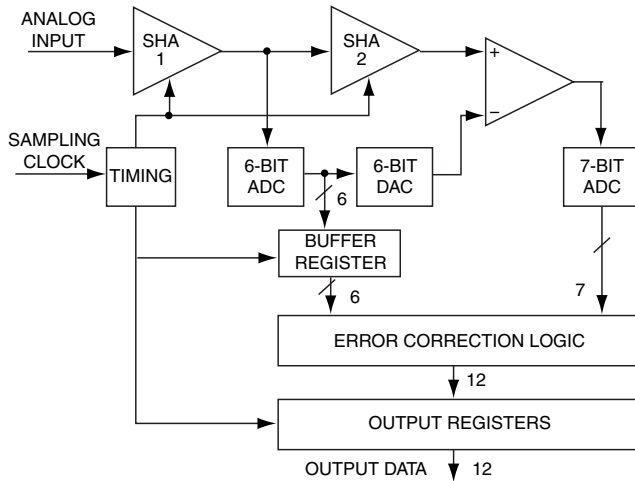 ANALOG
INPUT
SHA
1
SHA
2
+
−
SAMPLING
CLOCK
TIMING
6-BIT
ADC
6-BIT
DAC
7-BIT
ADC
6
BUFFER
REGISTER
6
7
ERROR CORRECTION LOGIC
12
OUTPUT REGISTERS
OUTPUT DATA
12